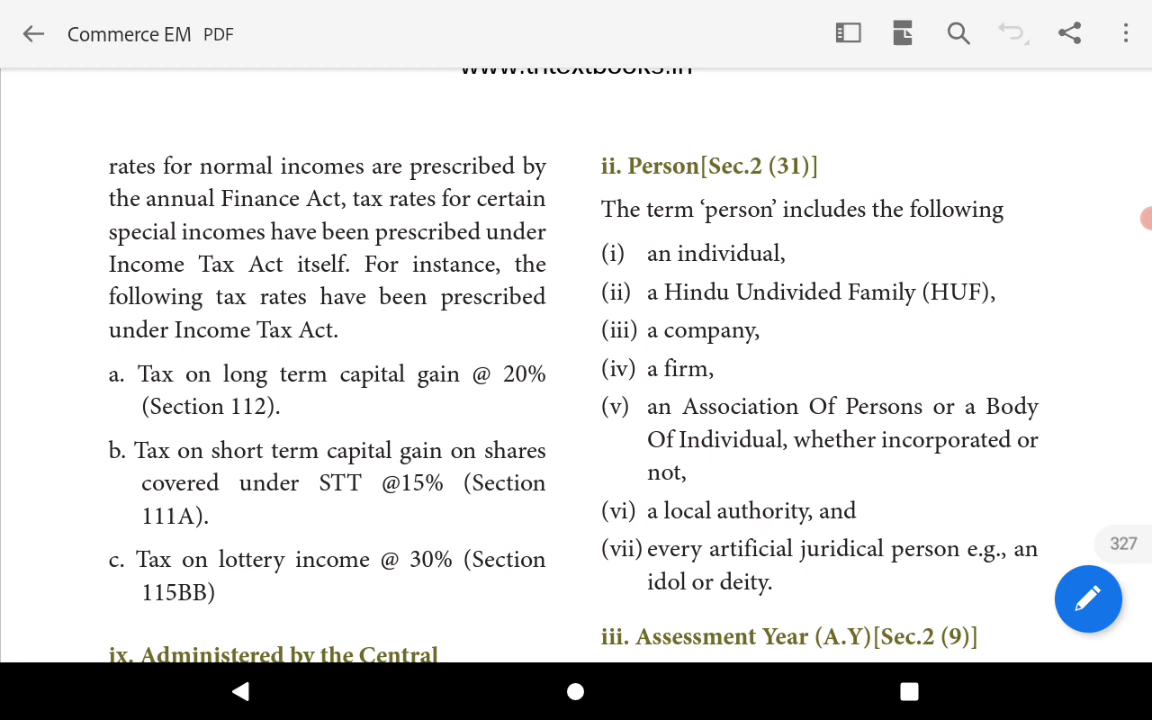 Commerce EM PDF
www.tntextbooks.in
rates for normal incomes are prescribed by
the annual Finance Act, tax rates for certain
special incomes have been prescribed under
Income Tax Act itself. For instance, the
following tax rates have been prescribed
under Income Tax Act.
a. Tax on long term capital gain @ 20%
(Section 112).
b. Tax on short term capital gain on shares
covered under STT @15% (Section
111A).
c. Tax on lottery income @ 30% (Section
115BB)
ix. Administered by the Central
ii. Person[Sec.2 (31)]
The term ‘person’ includes the following
(i) an individual,
(ii) a Hindu Undivided Family (HUF),
(iii) a company,
(iv) a firm,
(v) an Association Of Persons or a Body
Of Individual, whether incorporated or
not,
(vi) a local authority, and
(vii) every artificial juridical person e.g., an
idol or deity.
iii. Assessment Year (A.Y)[Sec.2 (9)]
327